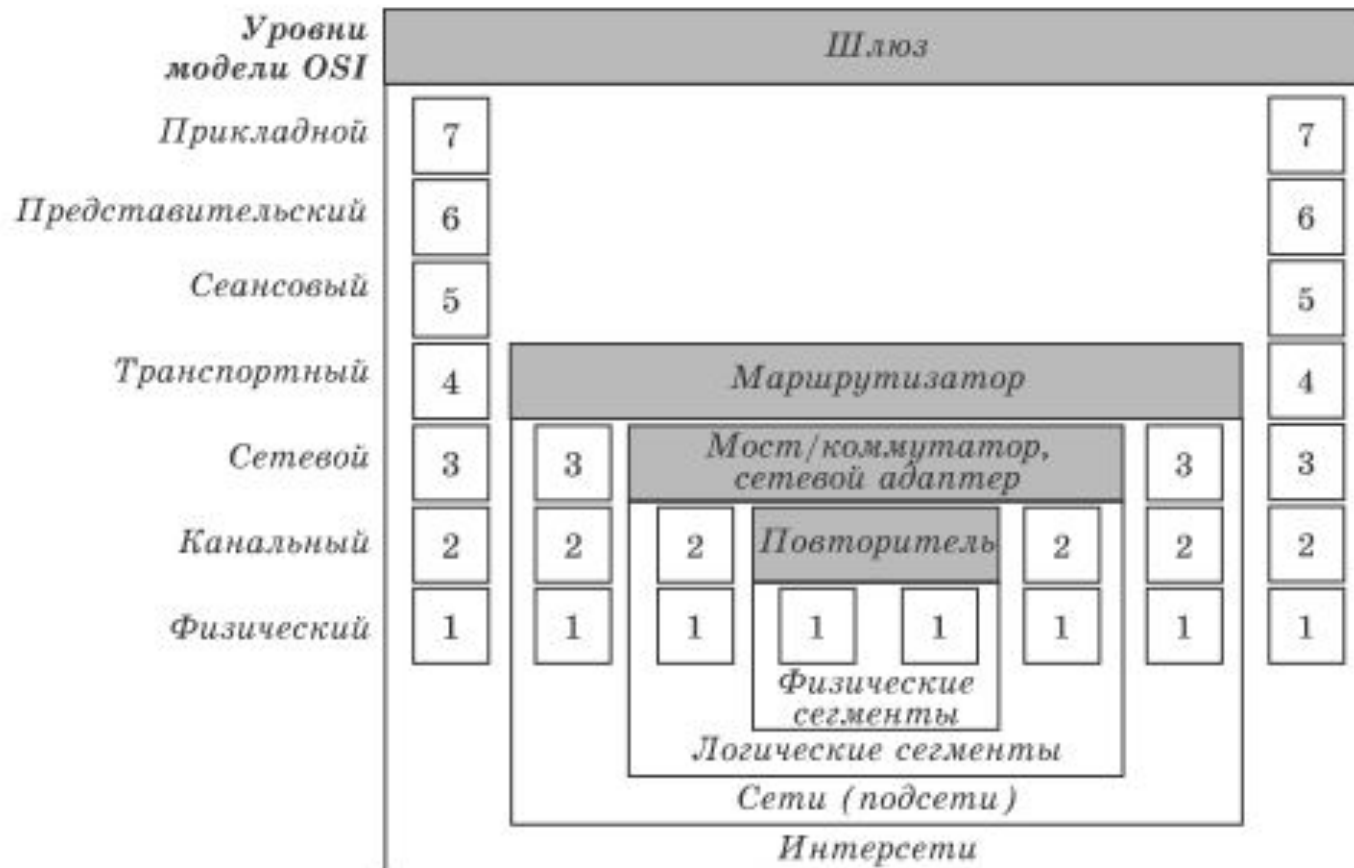 Уровни
модели OSI
Шлюз
Прикладной 7 7
Представительский 6 6
Сеансовый 5 5
Транспортный 4 Маршрутизатор 4
Сетевой 3 3 Мост/коммутатор,
сетевой адаптер 3 3
Канальный 2 2 2 Повторитель 2 2 2
Физический 1 1 1 1 1 1 1 1
Физические
сегменты
Логические сегменты
Сети (подсети)
Интерсети